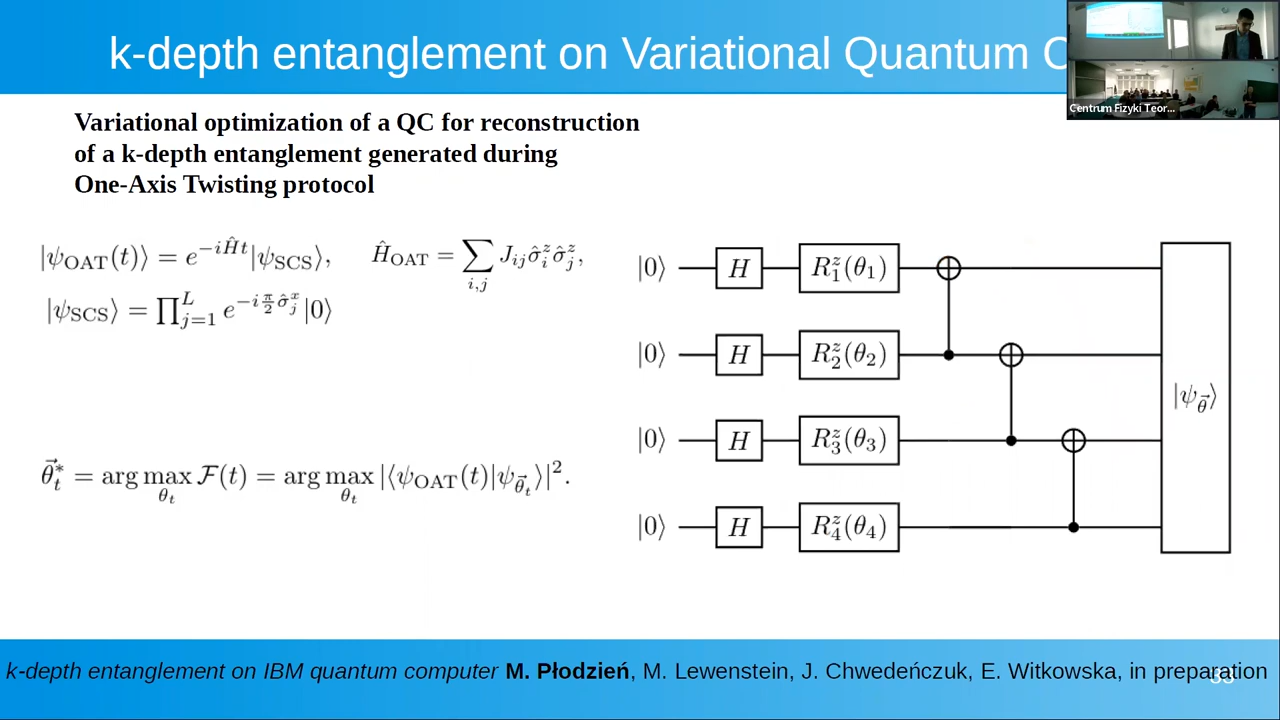 k-depth entanglement on Variational Quantum
Centrum Fizyki Teor...
Variational optimization of a QC for reconstruction
of a k-depth entanglement generated during
One-Axis Twisting protocol
|ψ_OAT(t)⟩ = e^{-iĤt}|ψ_SCS⟩, Ĥ_OAT = ∑_{i,j} J_{ij} σ̂_i^z σ̂_j^z,
|ψ_SCS⟩ = ∏_{j=1}^{L} e^{-i π/2 σ̂_j^x}|0⟩
θ⃗_t^* = arg max_{θ_t} F(t) = arg max_{θ_t} |⟨ψ_OAT(t)|ψ_{θ⃗_t}⟩|².
|0⟩ H R_1^z(θ_1)
|0⟩ H R_2^z(θ_2)
|ψ_θ⃗⟩
|0⟩ H R_3^z(θ_3)
|0⟩ H R_4^z(θ_4)
k-depth entanglement on IBM quantum computer M. Płodzień, M. Lewenstein, J. Chwedeńczuk, E. Witkowska, in preparation